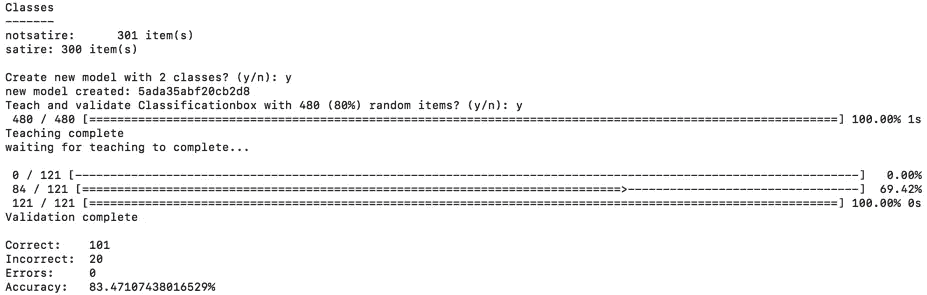 Classes
-------
notsatire:      301 item(s)
satire: 300 item(s)
Create new model with 2 classes? (y/n): y
new model created: 5ada35abf20cb2d8
Teach and validate Classificationbox with 480 (80%) random items? (y/n): y
 480 / 480 [============================================================================================================] 100.00% 1s
Teaching complete
waiting for teaching to complete...
 0 / 121 [----------------------------------------------------------------------------------------------------------------]   0.00%
 84 / 121 [==============================================================================>---------------------------------]  69.42%
 121 / 121 [============================================================================================================] 100.00% 0s
Validation complete
Correct:    101
Incorrect:  20
Errors:     0
Accuracy:   83.47107438016529%